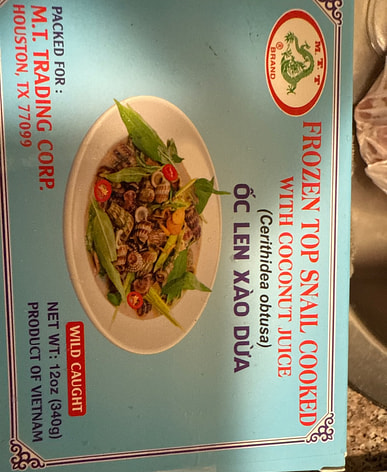 M.T.T
®
BRAND
FROZEN TOP SNAIL COOKED
WITH COCONUT JUICE
(Cerithidea obtusa)
ỐC LEN XÀO DỪA
PACKED FOR :
M.T. TRADING CORP.
HOUSTON, TX 77099
WILD CAUGHT
NET WT: 12oz (340g)
PRODUCT OF VIETNAM